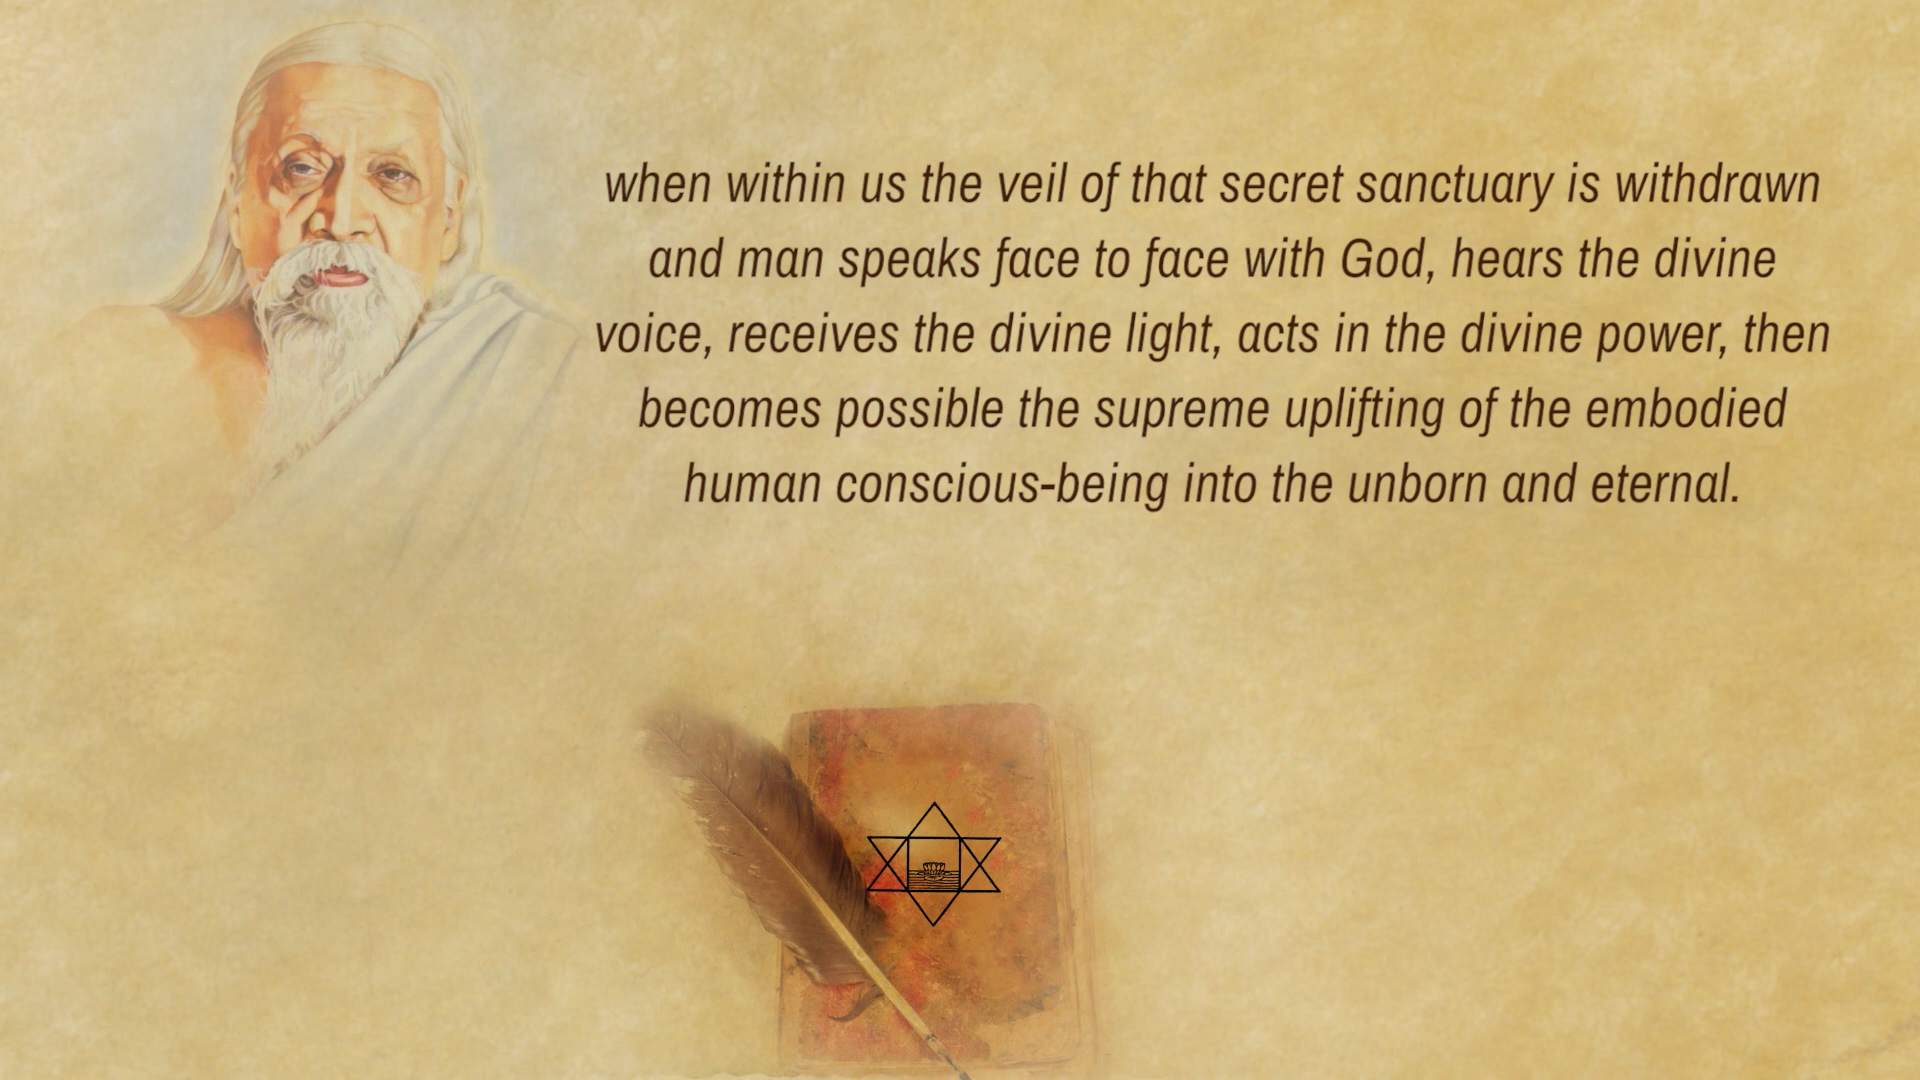 when within us the veil of that secret sanctuary is withdrawn
and man speaks face to face with God, hears the divine
voice, receives the divine light, acts in the divine power, then
becomes possible the supreme uplifting of the embodied
human conscious-being into the unborn and eternal.